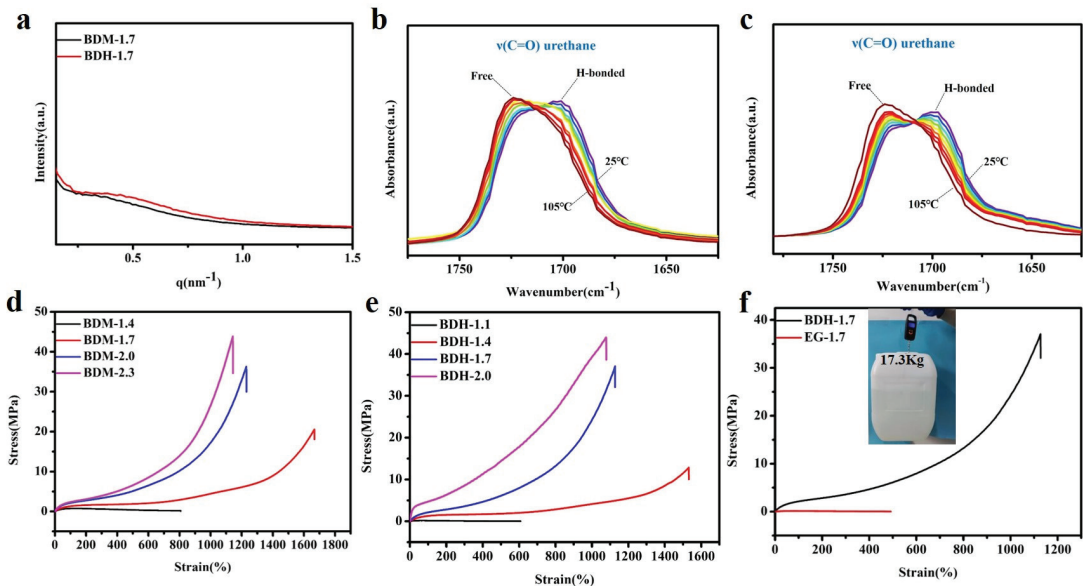 a
BDM-1.7
BDH-1.7
Intensity(a.u.)
0.5
1.0
1.5
q(nm⁻¹)
b
ν(C=O) urethane
Free
H-bonded
25℃
105℃
Absorbance(a.u.)
1750
1700
1650
Wavenumber(cm⁻¹)
c
ν(C=O) urethane
Free
H-bonded
25℃
105℃
Absorbance(a.u.)
1750
1700
1650
Wavenumber(cm⁻¹)
d
BDM-1.4
BDM-1.7
BDM-2.0
BDM-2.3
Stress(MPa)
50
40
30
20
10
0
0 200 400 600 800 1000 1200 1400 1600 1800
Strain(%)
e
BDH-1.1
BDH-1.4
BDH-1.7
BDH-2.0
Stress(MPa)
50
40
30
20
10
0
0 200 400 600 800 1000 1200 1400 1600
Strain(%)
f
BDH-1.7
EG-1.7
17.3Kg
Stress(MPa)
40
30
20
10
0
0 200 400 600 800 1000 1200
Strain(%)